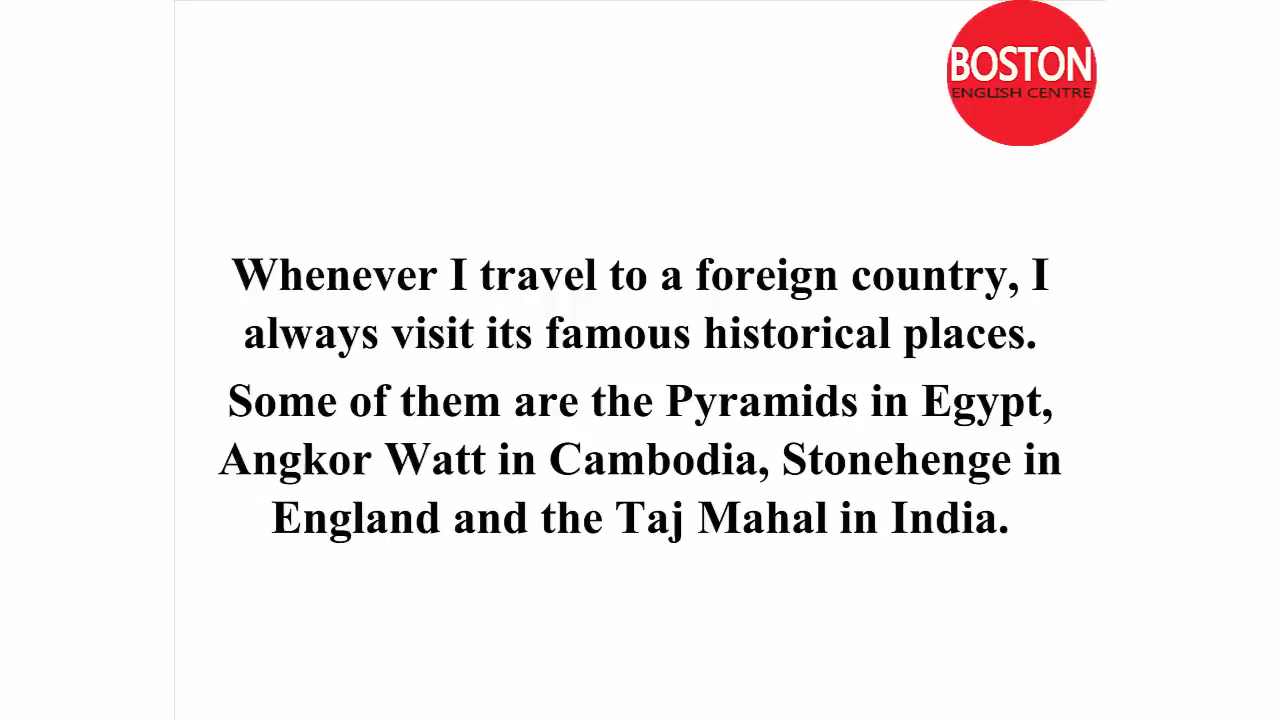 BOSTON
ENGLISH CENTRE
Whenever I travel to a foreign country, I
always visit its famous historical places.
Some of them are the Pyramids in Egypt,
Angkor Watt in Cambodia, Stonehenge in
England and the Taj Mahal in India.